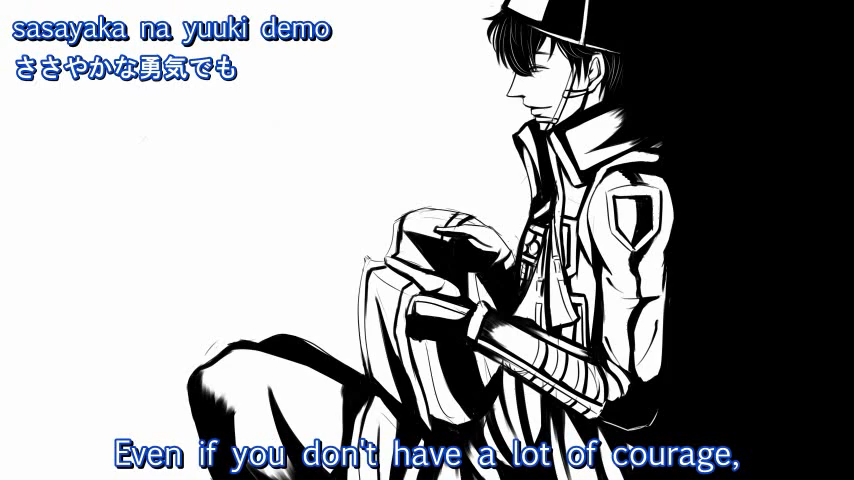 sasayaka na yuuki demo
ささやかな勇気でも
Even if you don't have a lot of courage,